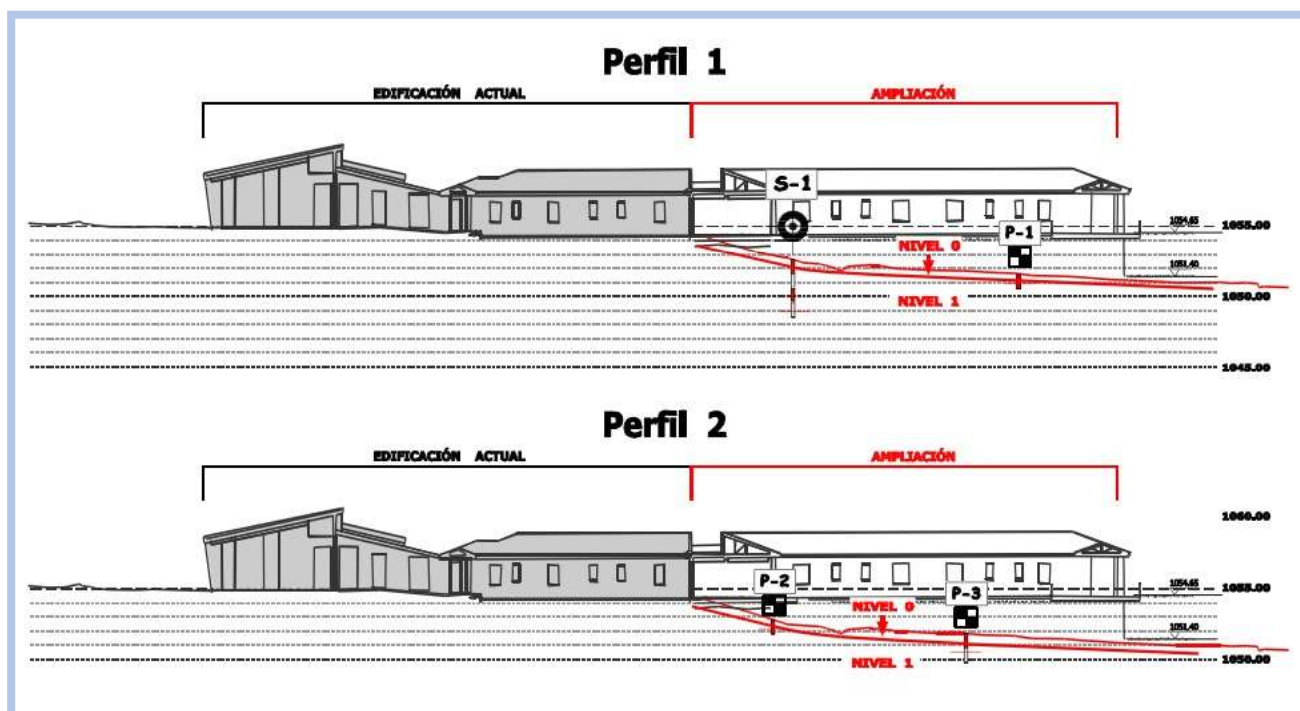 Perfil 1
EDIFICACIÓN ACTUAL
AMPLIACIÓN
S-1
1054.65
1055.00
P-1
NIVEL 0
1051.40
NIVEL 1
1050.00
1045.00
Perfil 2
EDIFICACIÓN ACTUAL
AMPLIACIÓN
1060.00
P-2
1054.65
1055.00
P-3
NIVEL 0
1051.40
NIVEL 1
1050.00